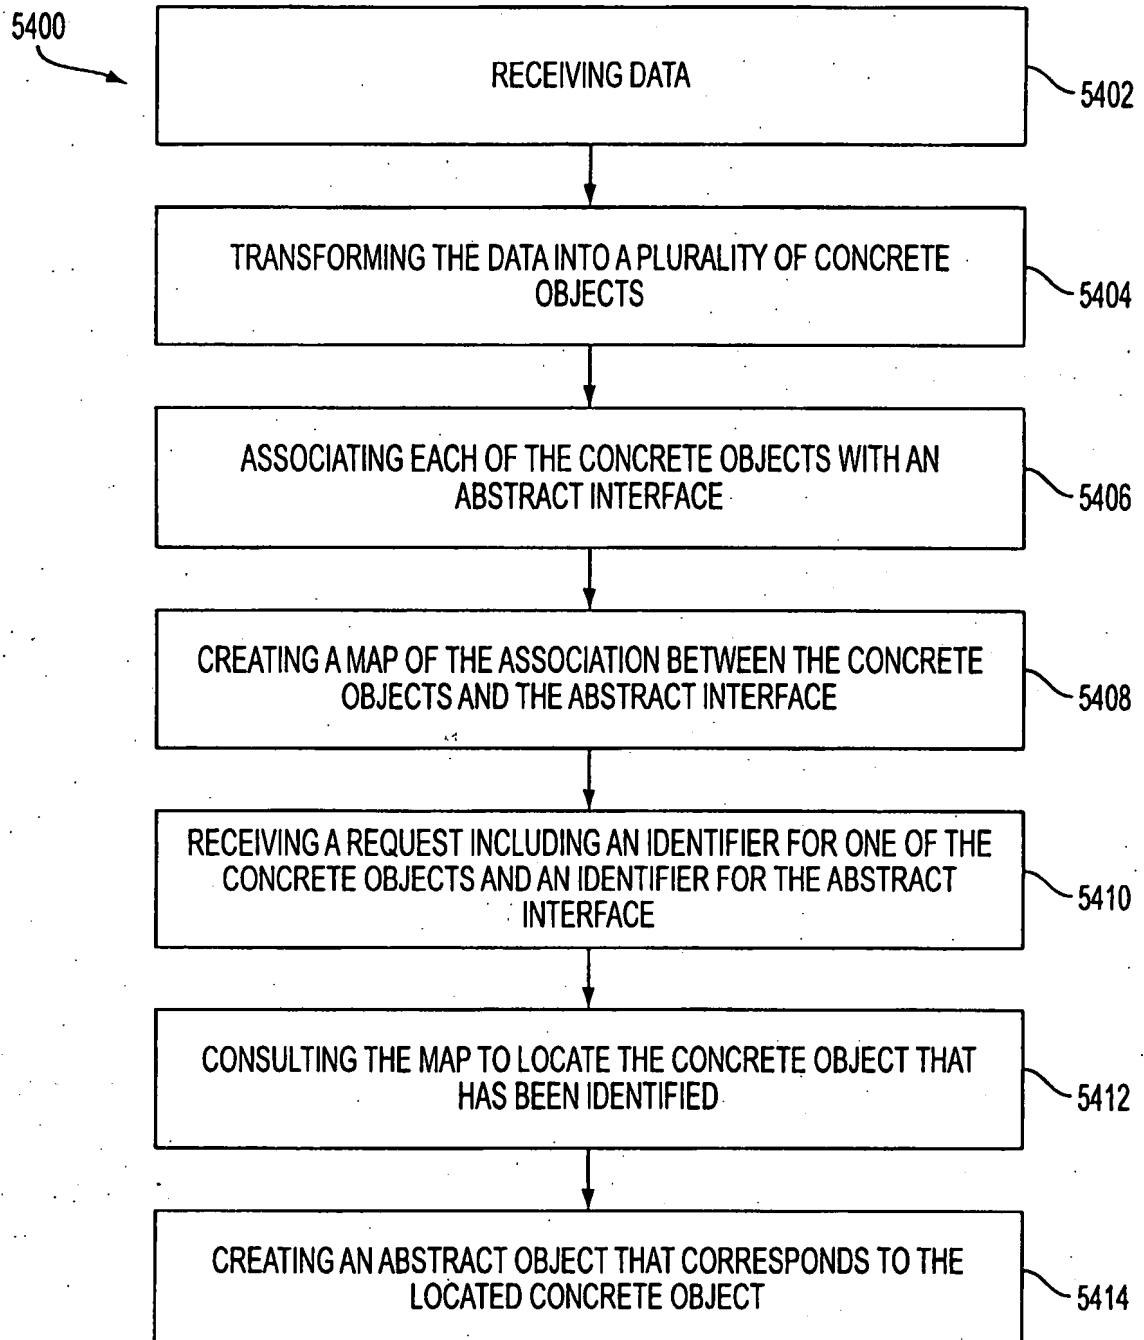 5400
RECEIVING DATA
5402
TRANSFORMING THE DATA INTO A PLURALITY OF CONCRETE
OBJECTS
5404
ASSOCIATING EACH OF THE CONCRETE OBJECTS WITH AN
ABSTRACT INTERFACE
5406
CREATING A MAP OF THE ASSOCIATION BETWEEN THE CONCRETE
OBJECTS AND THE ABSTRACT INTERFACE
5408
RECEIVING A REQUEST INCLUDING AN IDENTIFIER FOR ONE OF THE
CONCRETE OBJECTS AND AN IDENTIFIER FOR THE ABSTRACT
INTERFACE
5410
CONSULTING THE MAP TO LOCATE THE CONCRETE OBJECT THAT
HAS BEEN IDENTIFIED
5412
CREATING AN ABSTRACT OBJECT THAT CORRESPONDS TO THE
LOCATED CONCRETE OBJECT
5414